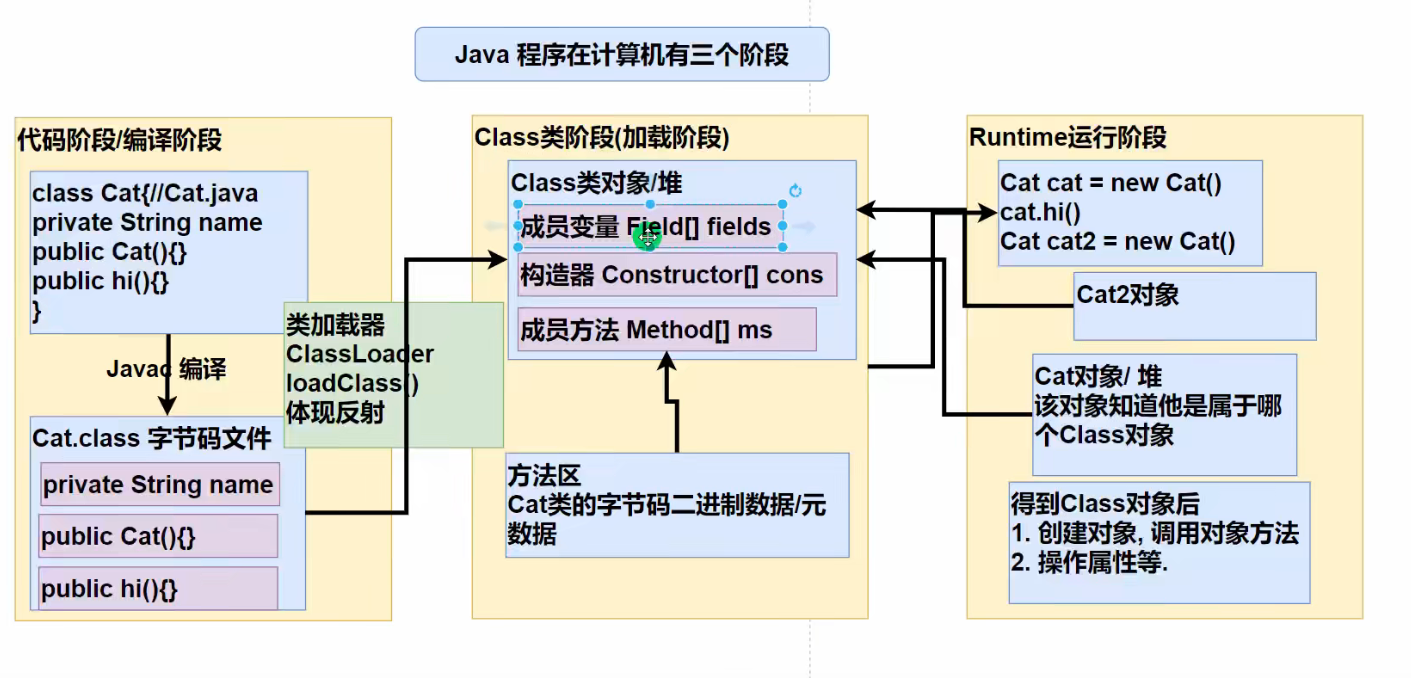 Java 程序在计算机有三个阶段
代码阶段/编译阶段
class Cat{//Cat.java
private String name
public Cat(){}
public hi(){}
}
Javac 编译
Cat.class 字节码文件
private String name
public Cat(){}
public hi(){}
类加载器
ClassLoader
loadClass()
体现反射
Class类阶段(加载阶段)
Class类对象/堆
成员变量 Field[] fields
构造器 Constructor[] cons
成员方法 Method[] ms
方法区
Cat类的字节码二进制数据/元
数据
Runtime运行阶段
Cat cat = new Cat()
cat.hi()
Cat cat2 = new Cat()
Cat2对象
Cat对象/ 堆
该对象知道他是属于哪
个Class对象
得到Class对象后
1. 创建对象, 调用对象方法
2. 操作属性等.